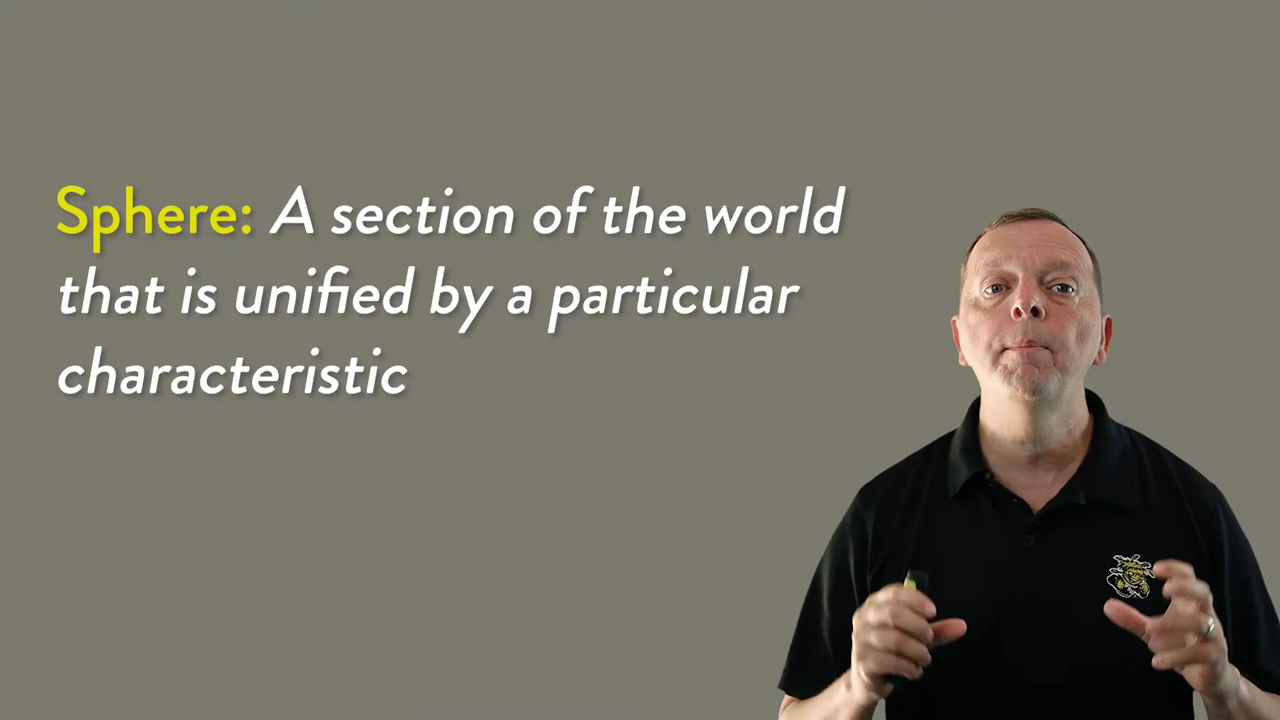 Sphere: A section of the world
that is unified by a particular
characteristic